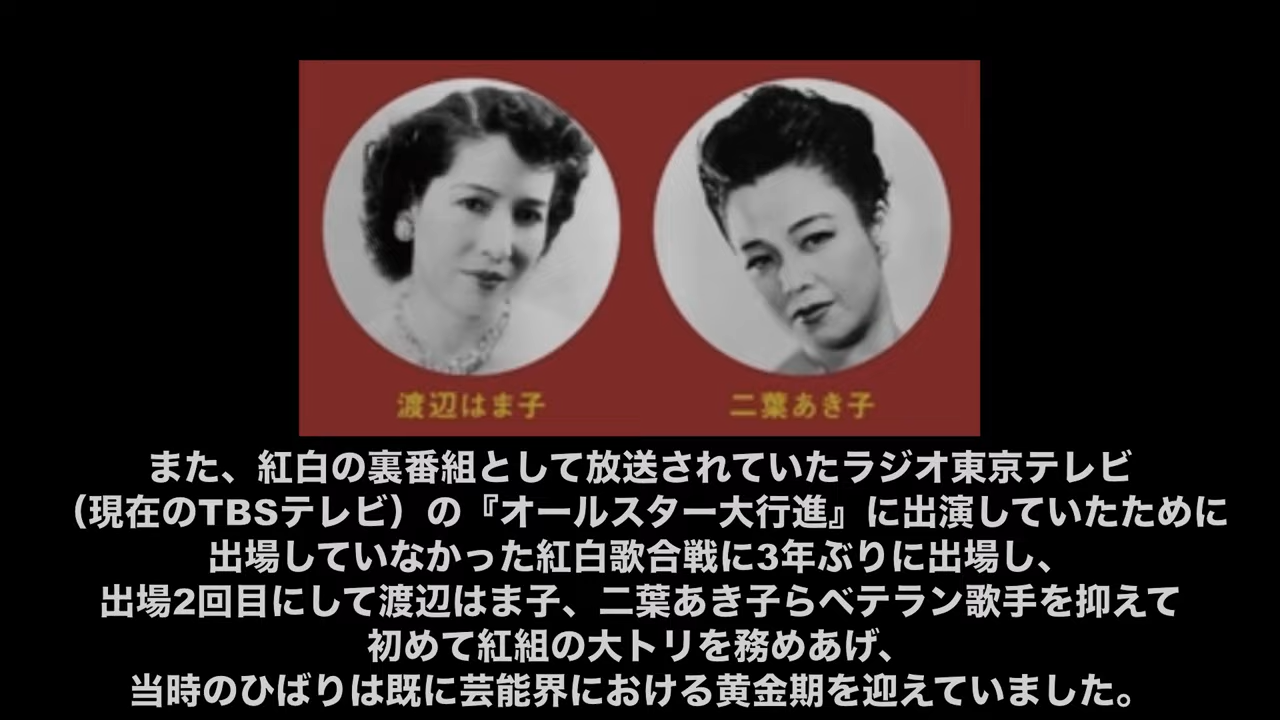 渡辺はま子
二葉あき子
また、紅白の裏番組として放送されていたラジオ東京テレビ
（現在のTBSテレビ）の『オールスター大行進』に出演していたために
出場していなかった紅白歌合戦に3年ぶりに出場し、
出場2回目にして渡辺はま子、二葉あき子らベテラン歌手を抑えて
初めて紅組の大トリを務めあげ、
当時のひばりは既に芸能界における黄金期を迎えていました。